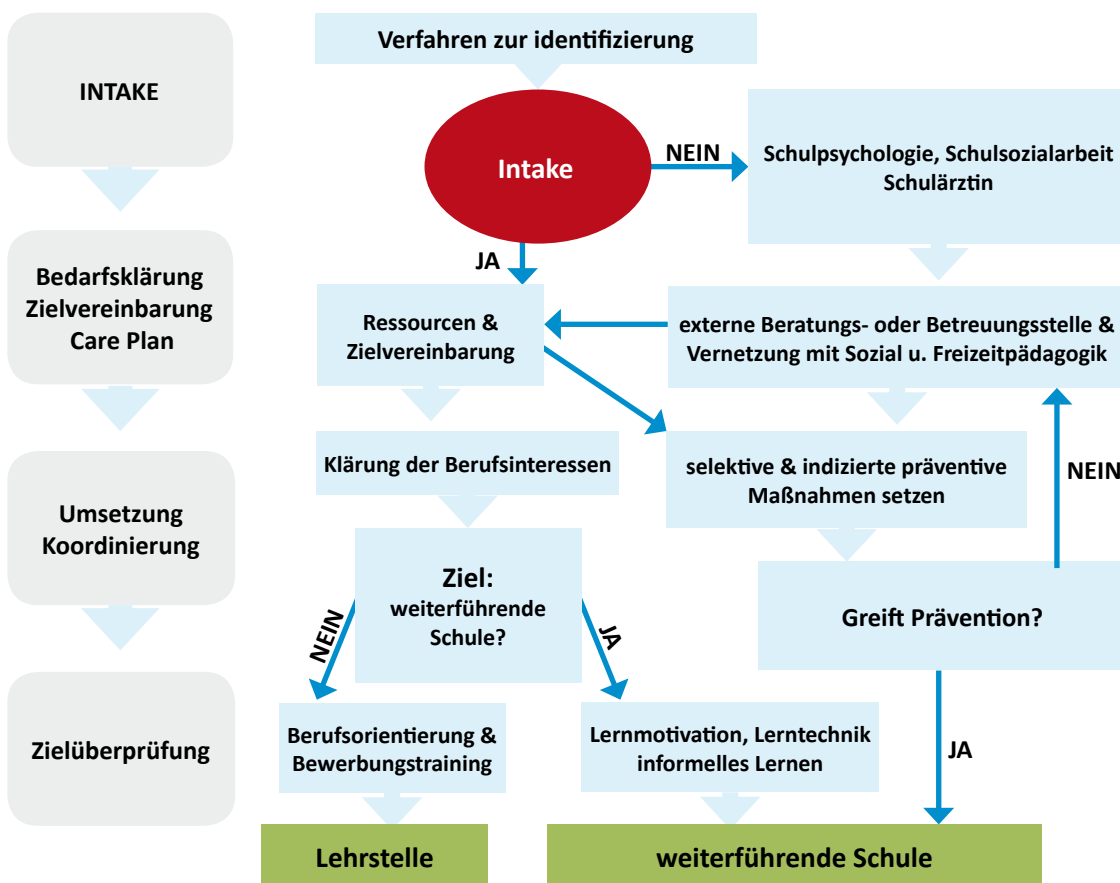 INTAKE
Bedarfsklärung
Zielvereinbarung
Care Plan
Umsetzung
Koordinierung
Zielüberprüfung
Verfahren zur identifizierung
Intake
NEIN
Schulpsychologie, Schulsozialarbeit
Schulärztin
JA
Ressourcen &
Zielvereinbarung
externe Beratungs- oder Betreuungsstelle &
Vernetzung mit Sozial u. Freizeitpädagogik
Klärung der Berufsinteressen
selektive & indizierte präventive
Maßnahmen setzen
NEIN
Ziel:
weiterführende
Schule?
Greift Prävention?
NEIN
JA
Berufsorientierung &
Bewerbungstraining
Lernmotivation, Lerntechnik
informelles Lernen
JA
Lehrstelle
weiterführende Schule